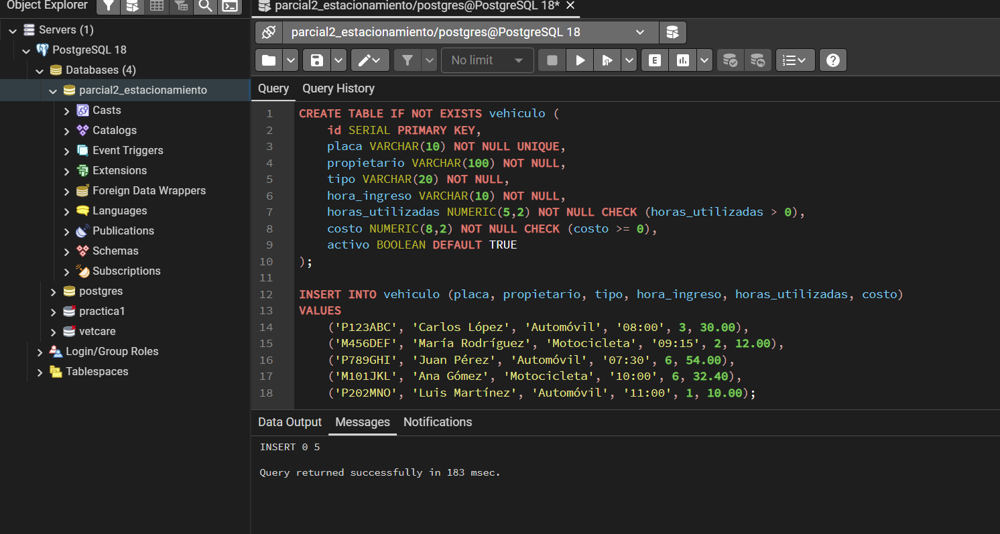 Object Explorer
Servers (1)
PostgreSQL 18
Databases (4)
parcial2_estacionamiento
Casts
Catalogs
Event Triggers
Extensions
Foreign Data Wrappers
Languages
Publications
Schemas
Subscriptions
postgres
practica1
vetcare
Login/Group Roles
Tablespaces
parcial2_estacionamiento/postgres@PostgreSQL 18*
parcial2_estacionamiento/postgres@PostgreSQL 18
No limit
E
Query Query History
1 CREATE TABLE IF NOT EXISTS vehiculo (
2 id SERIAL PRIMARY KEY,
3 placa VARCHAR(10) NOT NULL UNIQUE,
4 propietario VARCHAR(100) NOT NULL,
5 tipo VARCHAR(20) NOT NULL,
6 hora_ingreso VARCHAR(10) NOT NULL,
7 horas_utilizadas NUMERIC(5,2) NOT NULL CHECK (horas_utilizadas > 0),
8 costo NUMERIC(8,2) NOT NULL CHECK (costo >= 0),
9 activo BOOLEAN DEFAULT TRUE
10 );
11
12 INSERT INTO vehiculo (placa, propietario, tipo, hora_ingreso, horas_utilizadas, costo)
13 VALUES
14 ('P123ABC', 'Carlos López', 'Automóvil', '08:00', 3, 30.00),
15 ('M456DEF', 'María Rodríguez', 'Motocicleta', '09:15', 2, 12.00),
16 ('P789GHI', 'Juan Pérez', 'Automóvil', '07:30', 6, 54.00),
17 ('M101JKL', 'Ana Gómez', 'Motocicleta', '10:00', 6, 32.40),
18 ('P202MNO', 'Luis Martínez', 'Automóvil', '11:00', 1, 10.00);
Data Output Messages Notifications
INSERT 0 5
Query returned successfully in 183 msec.